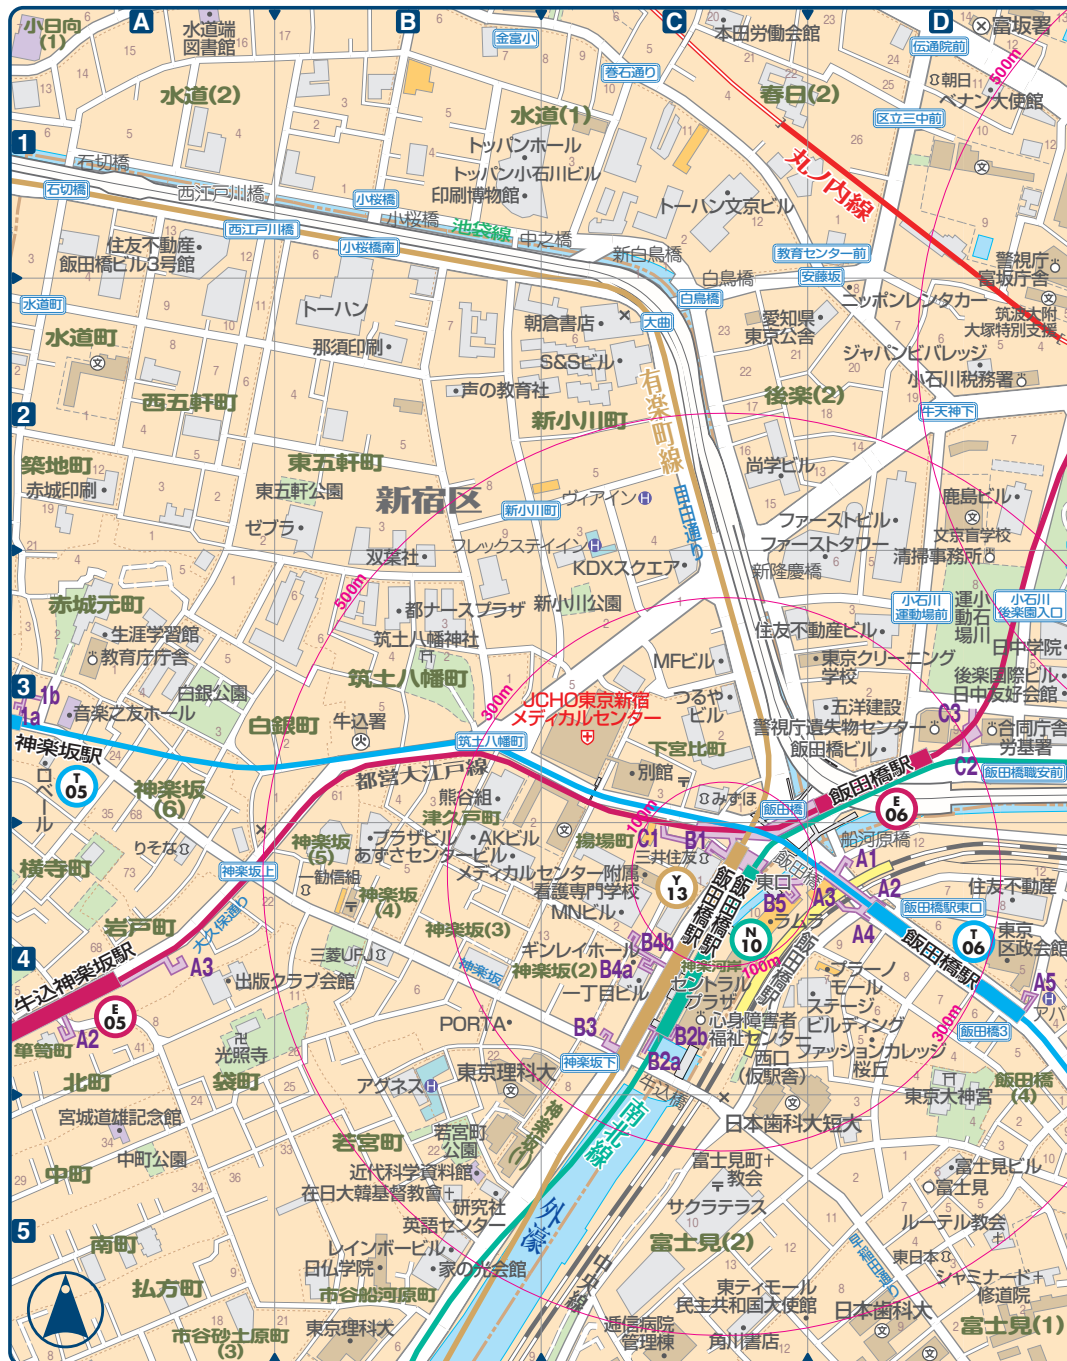 A
B
C
D
小日向
(1)
水道端
図書館
金富小
本田労働会館
富坂署
伝通院前
500m
巻石通り
朝日
ベナン大使館
水道(2)
水道(1)
春日(2)
区立三中前
1
石切橋
トッパンホール
トッパン小石川ビル
印刷博物館
丸ノ内線
石切橋
西江戸川橋
小桜橋
小桜橋
池袋線
中之橋
トーハン文京ビル
西江戸川橋
小桜橋南
新白鳥橋
教育センター前
住友不動産
飯田橋ビル3号館
白鳥橋
安藤坂
警視庁
富坂庁舎
水道町
トーハン
朝倉書店
白鳥橋
大曲
ニッポンレンタカー
愛知県
東京公舎
筑波大附
大塚特別支援
水道町
那須印刷
S&Sビル
ジャパンビバレッジ
小石川税務署
西五軒町
声の教育社
有楽町線
後楽(2)
2
新小川町
牛天神下
築地町
赤城印刷
東五軒町
東五軒公園
新宿区
尚学ビル
ヴィアイン
目白通り
鹿島ビル
新小川町
ゼブラ
ファーストビル
ファーストタワー
文京盲学校
清掃事務所
双葉社
フレックステイイン
KDXスクエア
新隆慶橋
500m
赤城元町
都ナースプラザ
新小川公園
小石川
運動場前
小石川
運動場
小石川
後楽園入口
生涯学習館
教育庁庁舎
筑土八幡神社
住友不動産ビル
日中学院
MFビル
東京クリーニング
学校
後楽国際ビル
日中友好会館
3
1b
1a
白銀公園
筑土八幡町
300m
JCHO東京新宿
メディカルセンター
つるや
ビル
五洋建設
C3
音楽之友ホール
白銀町
牛込署
筑土八幡町
下宮比町
警視庁遺失物センター
飯田橋ビル
合同庁舎
労基署
神楽坂駅
都営大江戸線
別館
C2
飯田橋職安前
飯田橋駅
T
05
ロベール
神楽坂
(6)
熊谷組
みずほ
飯田橋
E
06
津久戸町
100m
りそな
神楽坂
(5)
プラザビル
AKビル
揚場町
C1
B1
船河原橋
横寺町
神楽坂上
あずさセンタービル
三井住友
飯田橋
A1
一勧信組
メディカルセンター附属
看護専門学校
Y
13
東口
A2
住友不動産
神楽坂
(4)
飯田橋駅
飯田橋駅
B5
A3
飯田橋駅東口
岩戸町
大久保通り
神楽坂(3)
MNビル
ラムラ
A4
T
06
東京
区政会館
N
10
4
牛込神楽坂駅
三菱UFJ
ギンレイホール
B4b
飯田橋駅
飯田橋駅
A3
神楽坂
神楽坂(2)
B4a
神楽河岸
100m
プラーノ
モール
A5
出版クラブ会館
一丁目ビル
セントラル
プラザ
ステージ
ビルディング
アパ
E
05
A2
PORTA
B3
B2b
心身障害者
福祉センター
300m
飯田橋3
箪笥町
光照寺
神楽坂下
B2a
西口
(仮駅舎)
ファッションカレッジ
桜丘
北町
袋町
アグネス
東京理科大
牛込橋
東京大神宮
飯田橋
(4)
宮城道雄記念館
神楽坂(1)
南北線
日本歯科大短大
若宮町
若宮町
公園
中町公園
中町
近代科学資料館
富士見町
教会
富士見ビル
富士見
在日大韓基督教會
研究社
英語センター
外濠
サクラテラス
ルーテル教会
5
南町
レインボービル
富士見(2)
早稲田通り
東日本
日仏学院
家の光会館
中央線
シャミナード
修道院
払方町
市谷船河原町
東ティモール
民主共和国大使館
日本歯科大
市谷砂土原町
(3)
東京理科大
逓信病院
管理棟
角川書店
富士見(1)